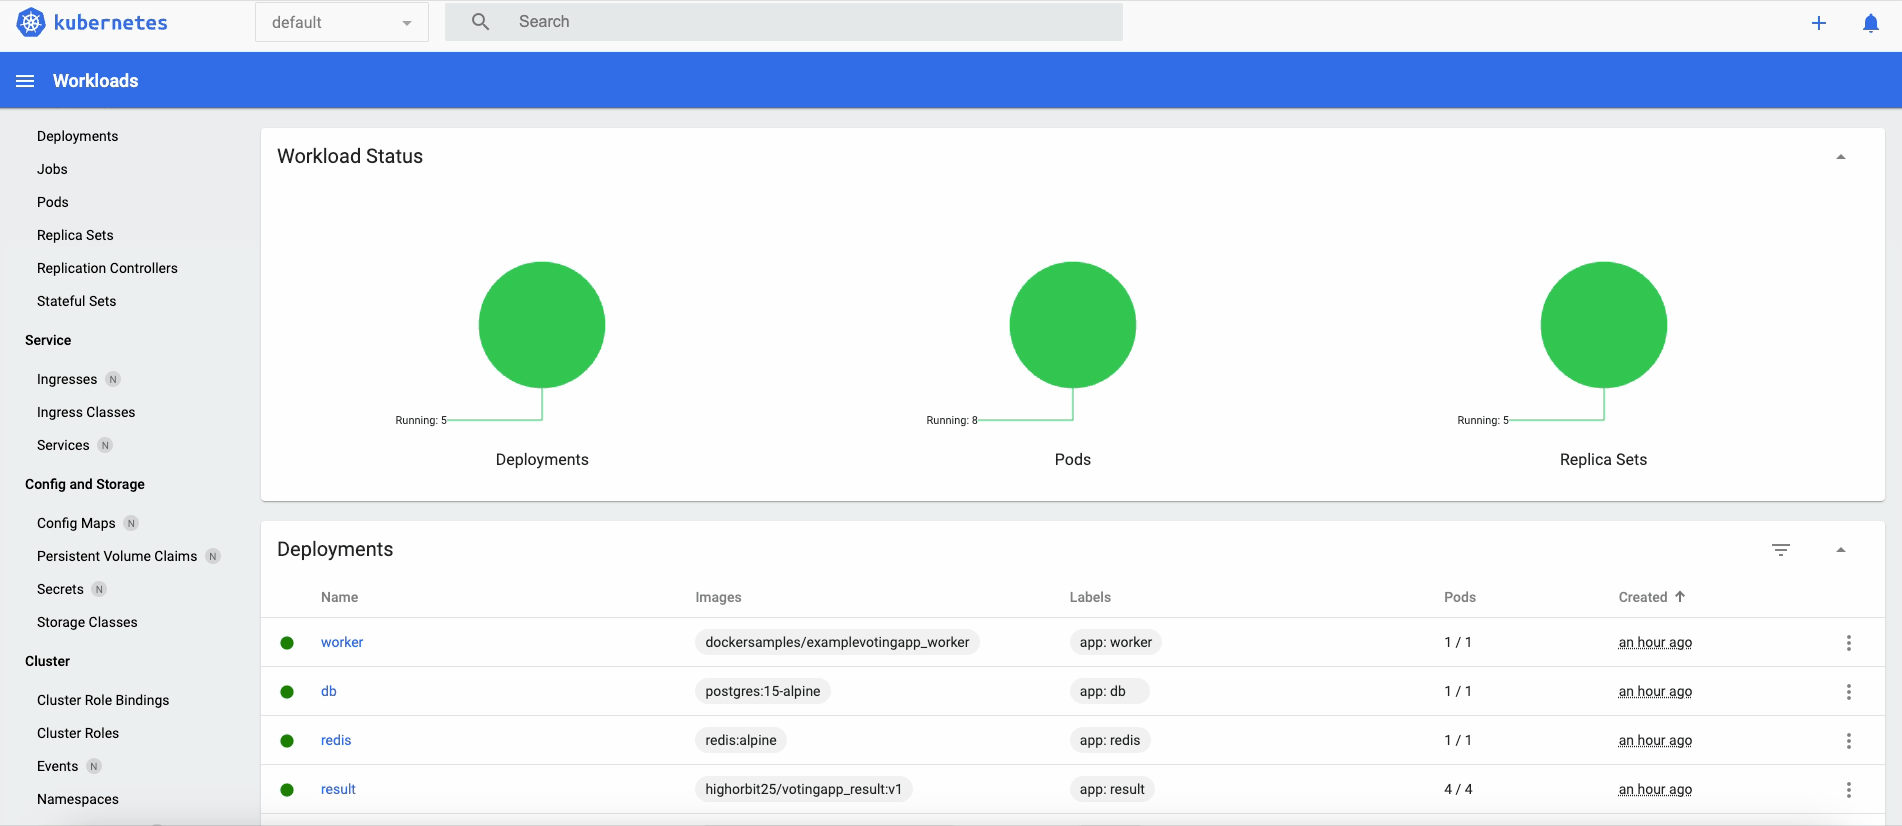 kubernetes
default
Search
Workloads
Deployments
Jobs
Pods
Replica Sets
Replication Controllers
Stateful Sets
Service
Ingresses N
Ingress Classes
Services N
Config and Storage
Config Maps N
Persistent Volume Claims N
Secrets N
Storage Classes
Cluster
Cluster Role Bindings
Cluster Roles
Events N
Namespaces
Workload Status
Running: 5
Deployments
Running: 8
Pods
Running: 5
Replica Sets
Deployments
Name Images Labels Pods Created
worker dockersamples/examplevotingapp_worker app: worker 1 / 1 an hour ago
db postgres:15-alpine app: db 1 / 1 an hour ago
redis redis:alpine app: redis 1 / 1 an hour ago
result highorbit25/votingapp_result:v1 app: result 4 / 4 an hour ago